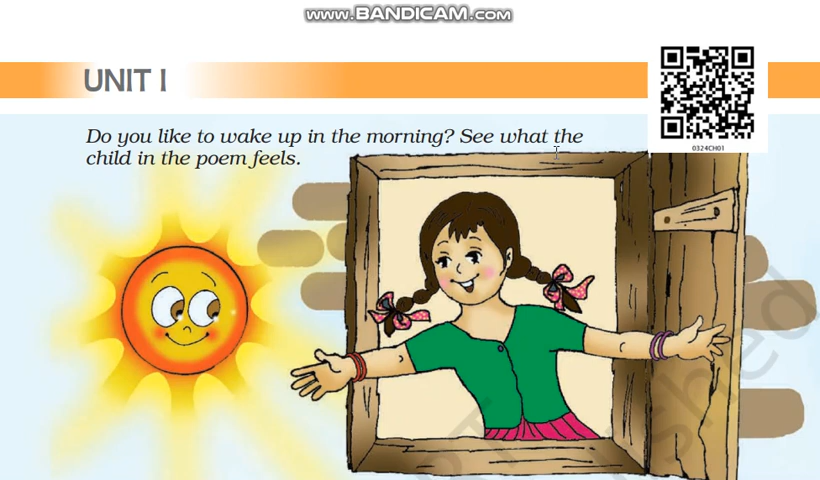 www.BANDICAM.com
UNIT I
0324CH01
Do you like to wake up in the morning? See what the
child in the poem feels.